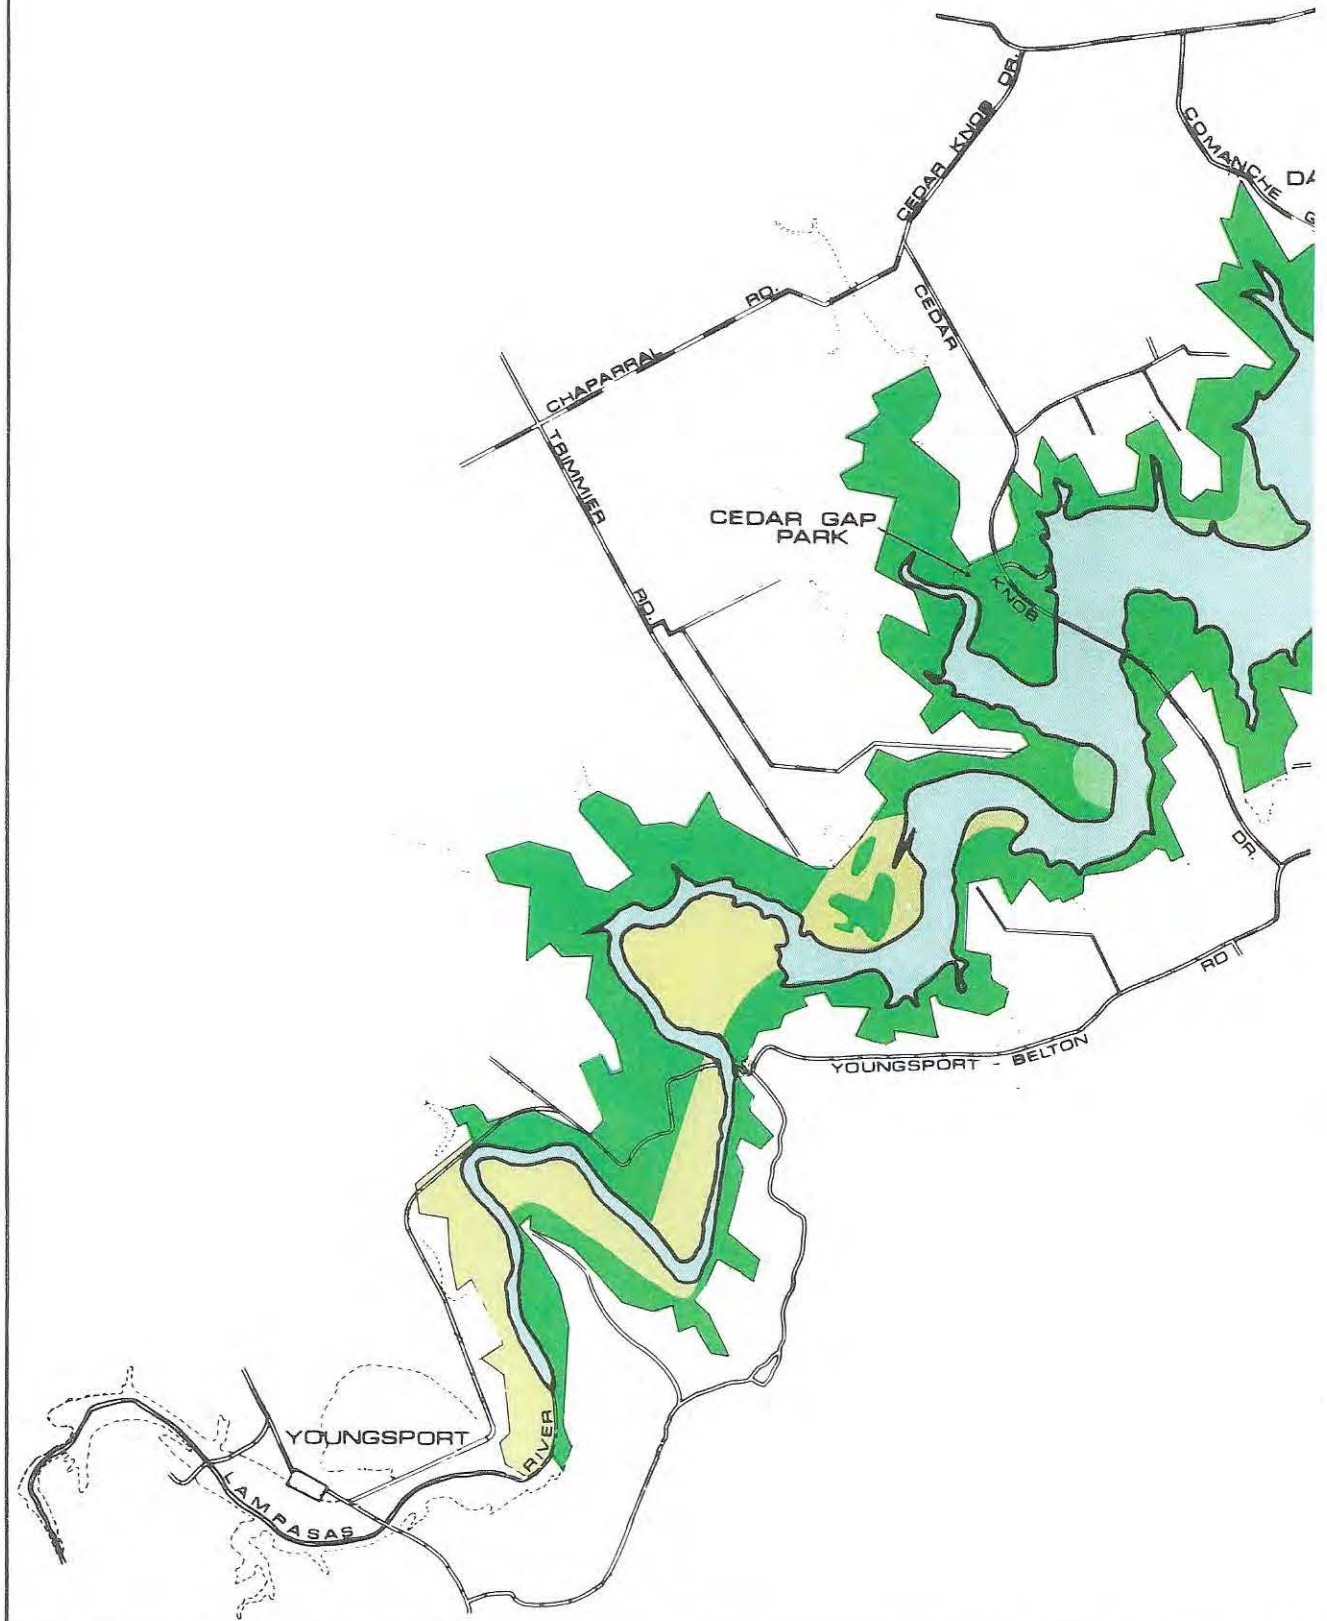 CEDAR KNOB DR.
COMANCHE
DA
G
CHAPARRAL RD.
CEDAR
TRIMMIER RD.
CEDAR GAP
PARK
KNOB
DR.
RD
YOUNGSPORT - BELTON
YOUNGSPORT
LAMPASAS
RIVER